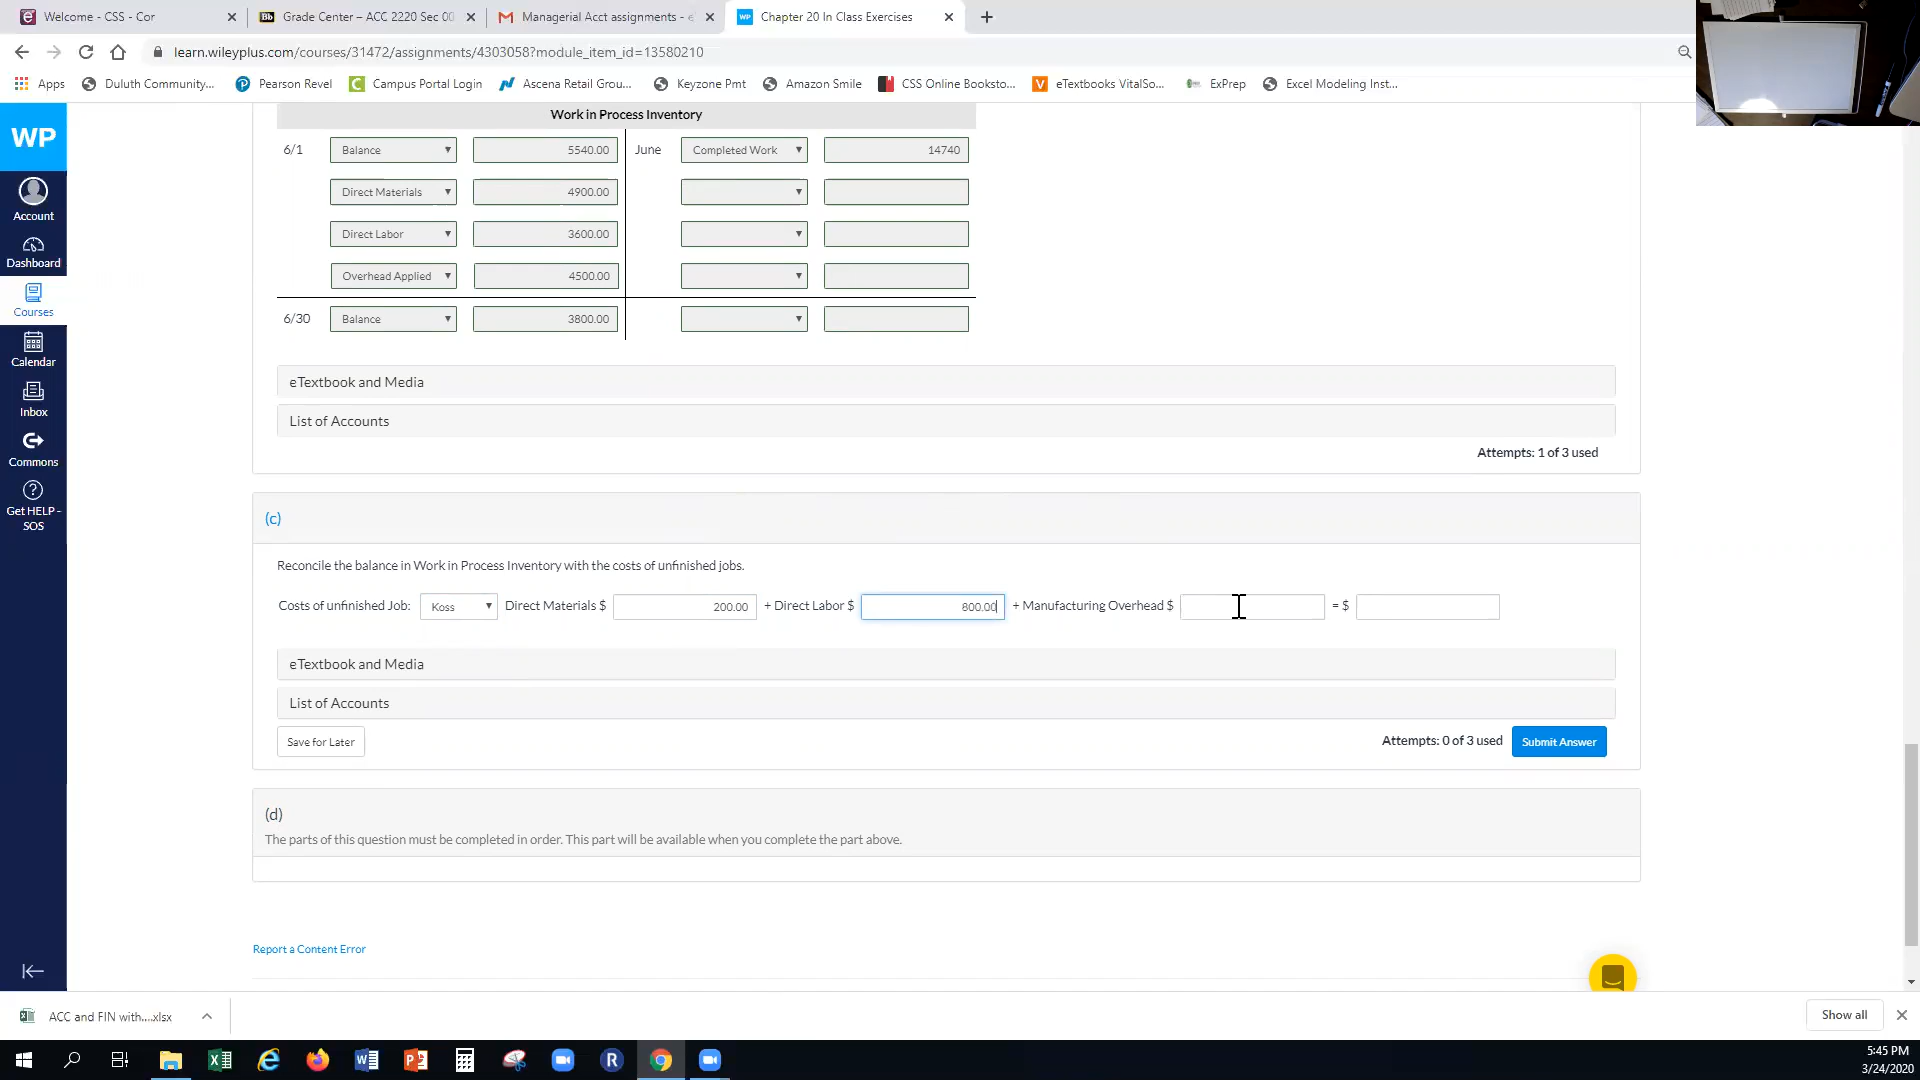 Welcome - CSS - Cor
Grade Center – ACC 2220 Sec 00
Managerial Acct assignments - e
Chapter 20 In Class Exercises
learn.wileyplus.com/courses/31472/assignments/4303058?module_item_id=13580210
Apps
Duluth Community...
Pearson Revel
Campus Portal Login
Ascena Retail Grou...
Keyzone Pmt
Amazon Smile
CSS Online Booksto...
eTextbooks VitalSo...
ExPrep
Excel Modeling Inst...
WP
Account
Dashboard
Courses
Calendar
Inbox
Commons
Get HELP -
SOS
Work in Process Inventory
6/1 Balance 5540.00 June Completed Work 14740
Direct Materials 4900.00
Direct Labor 3600.00
Overhead Applied 4500.00
6/30 Balance 3800.00
eTextbook and Media
List of Accounts
Attempts: 1 of 3 used
(c)
Reconcile the balance in Work in Process Inventory with the costs of unfinished jobs.
Costs of unfinished Job: Koss Direct Materials $ 200.00 + Direct Labor $ 800.00 + Manufacturing Overhead $ = $
eTextbook and Media
List of Accounts
Save for Later
Attempts: 0 of 3 used
Submit Answer
(d)
The parts of this question must be completed in order. This part will be available when you complete the part above.
Report a Content Error
ACC and FIN with....xlsx
Show all
5:45 PM
3/24/2020